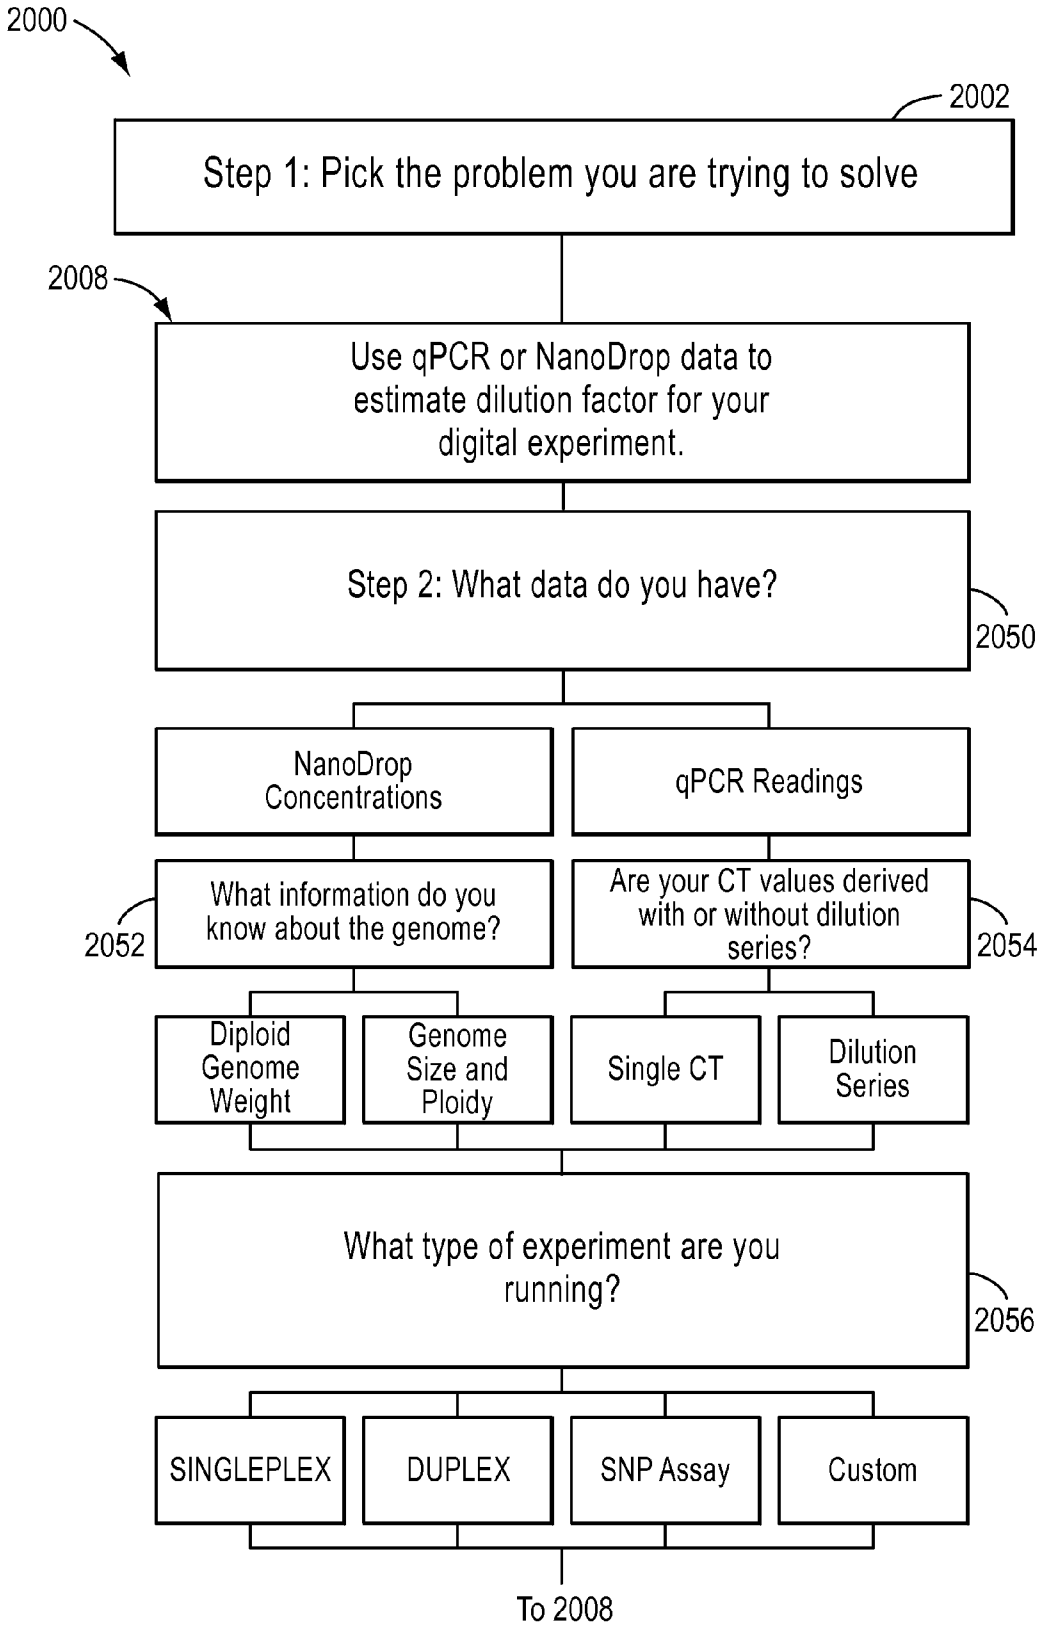 2000
2002
Step 1: Pick the problem you are trying to solve
2008
Use qPCR or NanoDrop data to
estimate dilution factor for your
digital experiment.
Step 2: What data do you have?
2050
NanoDrop
Concentrations
qPCR Readings
What information do you
know about the genome?
2052
Are your CT values derived
with or without dilution
series?
2054
Diploid
Genome
Weight
Genome
Size and
Ploidy
Single CT
Dilution
Series
What type of experiment are you
running?
2056
SINGLEPLEX
DUPLEX
SNP Assay
Custom
To 2008